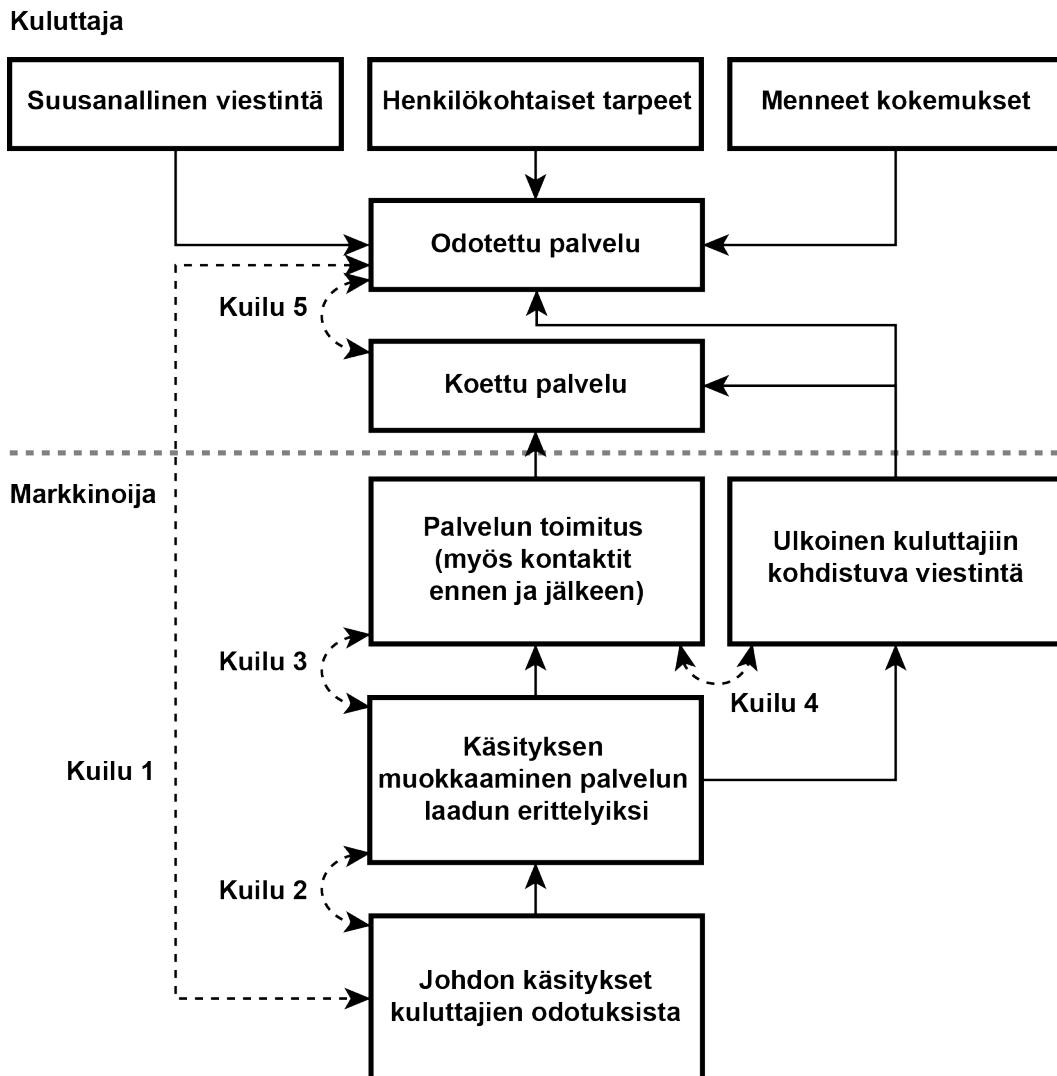 Kuluttaja
Suusanallinen viestintä
Henkilökohtaiset tarpeet
Menneet kokemukset
Odotettu palvelu
Kuilu 5
Koettu palvelu
Markkinoija
Palvelun toimitus
(myös kontaktit
ennen ja jälkeen)
Ulkoinen kuluttajiin
kohdistuva viestintä
Kuilu 3
Kuilu 4
Käsityksen
muokkaaminen palvelun
laadun erittelyiksi
Kuilu 1
Kuilu 2
Johdon käsitykset
kuluttajien odotuksista